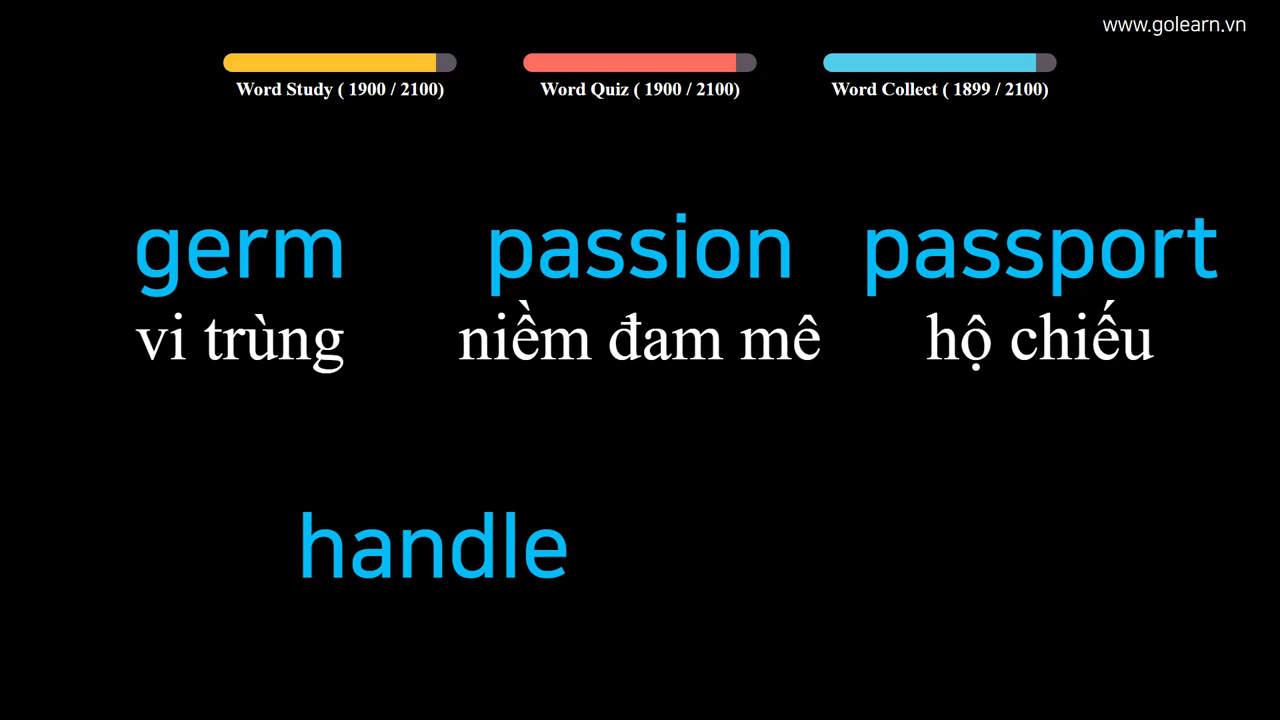 www.golearn.vn
Word Study ( 1900 / 2100) Word Quiz ( 1900 / 2100) Word Collect ( 1899 / 2100)
germ passion passport
vi trùng niềm đam mê hộ chiếu
handle